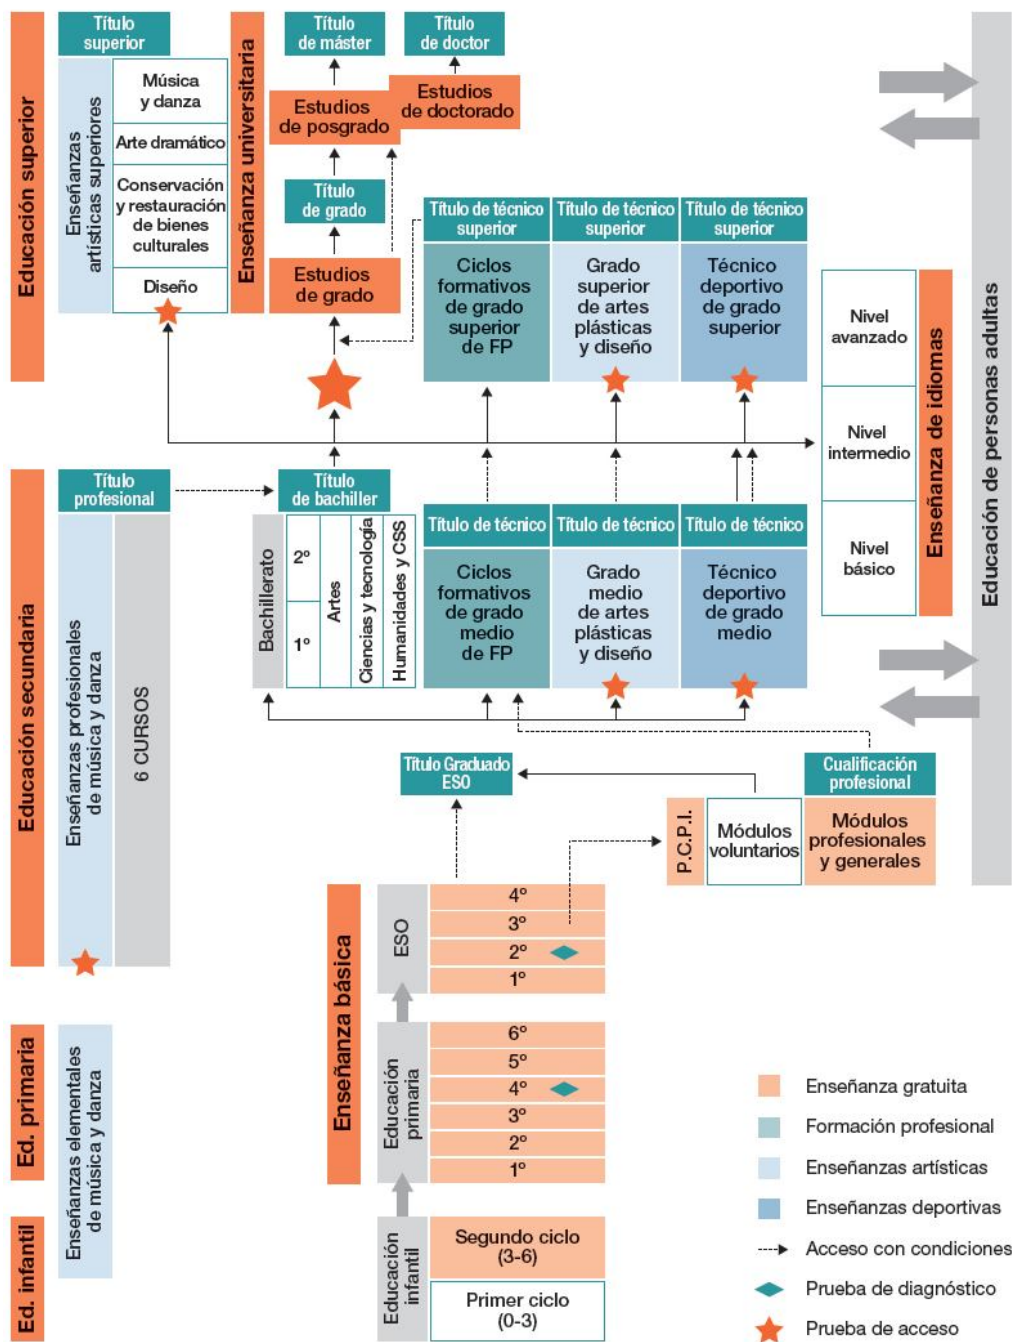 Educación superior
Título
superior
Enseñanzas
artísticas superiores
Música
y danza
Arte dramático
Conservación
y restauración
de bienes
culturales
Diseño
Enseñanza universitaria
Título
de máster
Título
de doctor
Estudios
de posgrado
Estudios
de doctorado
Título
de grado
Estudios
de grado
Título de técnico
superior
Ciclos
formativos
de grado
superior
de FP
Título de técnico
superior
Grado
superior
de artes
plásticas
y diseño
Título de técnico
superior
Técnico
deportivo
de grado
superior
Nivel
avanzado
Nivel
intermedio
Nivel
básico
Enseñanza de idiomas
Educación de personas adultas
Educación secundaria
Título
profesional
Enseñanzas profesionales
de música y danza
6 CURSOS
Título
de bachiller
Bachillerato
2º
1º
Artes
Ciencias y tecnología
Humanidades y CSS
Título de técnico
Ciclos
formativos
de grado
medio
de FP
Título de técnico
Grado
medio
de artes
plásticas
y diseño
Título de técnico
Técnico
deportivo
de grado
medio
Título Graduado
ESO
Cualificación
profesional
P.C.P.I.
Módulos
voluntarios
Módulos
profesionales
y generales
Enseñanza básica
ESO
4º
3º
2º
1º
Ed. primaria
Enseñanzas elementales
de música y danza
Educación
primaria
6º
5º
4º
3º
2º
1º
Ed. infantil
Educación
infantil
Segundo ciclo
(3-6)
Primer ciclo
(0-3)
Enseñanza gratuita
Formación profesional
Enseñanzas artísticas
Enseñanzas deportivas
Acceso con condiciones
Prueba de diagnóstico
Prueba de acceso